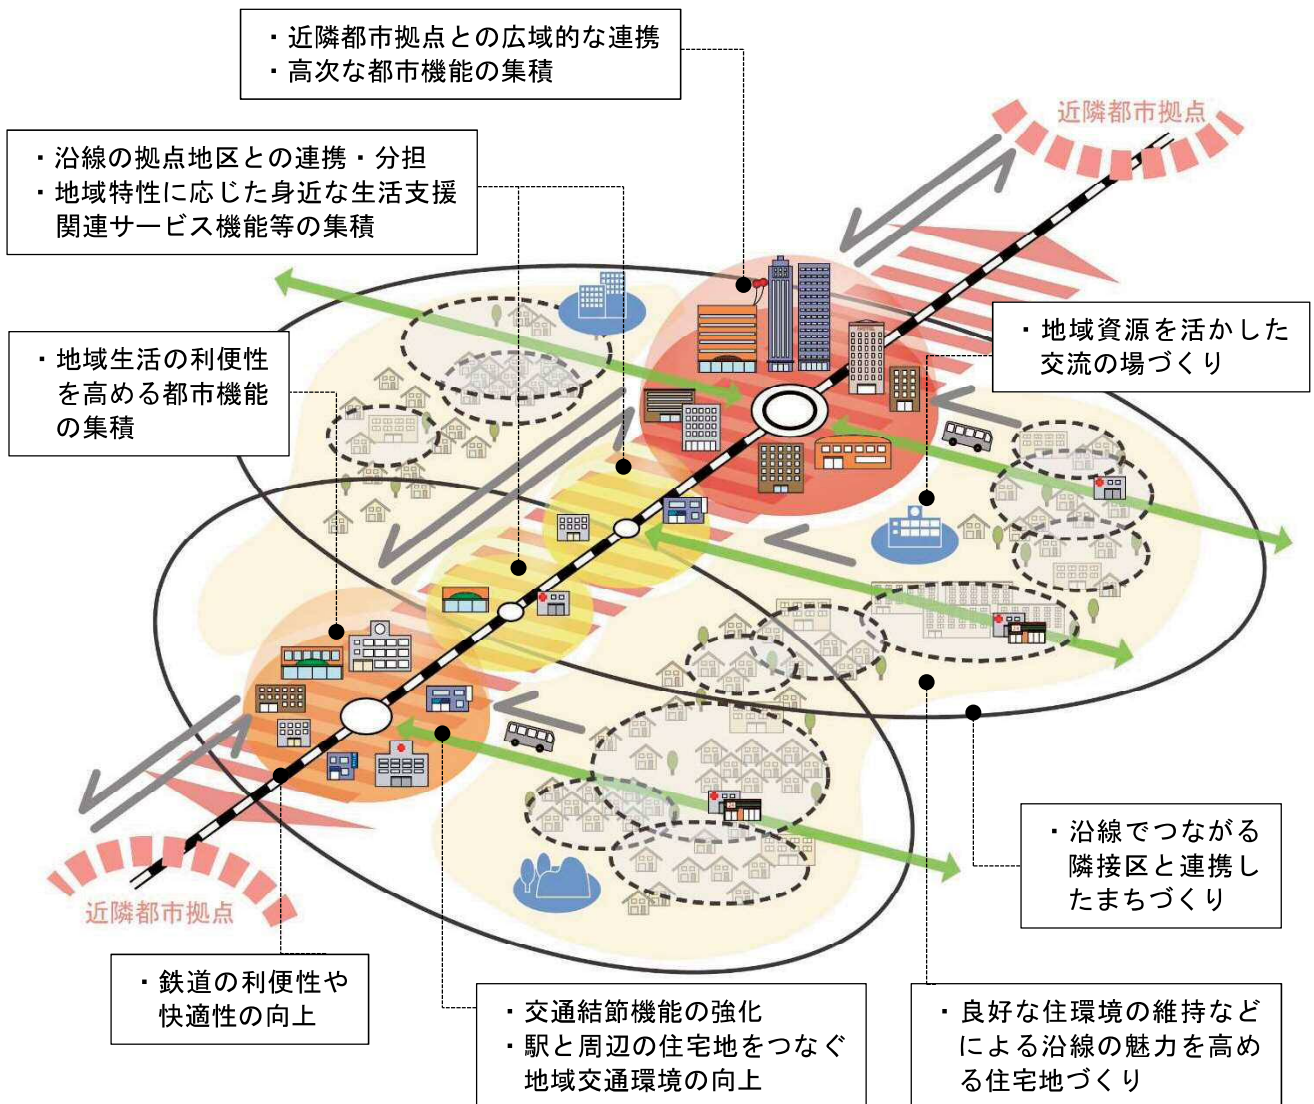 ・近隣都市拠点との広域的な連携
・高次な都市機能の集積
近隣都市拠点
・沿線の拠点地区との連携・分担
・地域特性に応じた身近な生活支援
関連サービス機能等の集積
・地域資源を活かした
交流の場づくり
・地域生活の利便性
を高める都市機能
の集積
・沿線でつながる
隣接区と連携し
たまちづくり
近隣都市拠点
・鉄道の利便性や
快適性の向上
・交通結節機能の強化
・駅と周辺の住宅地をつなぐ
地域交通環境の向上
・良好な住環境の維持など
による沿線の魅力を高め
る住宅地づくり